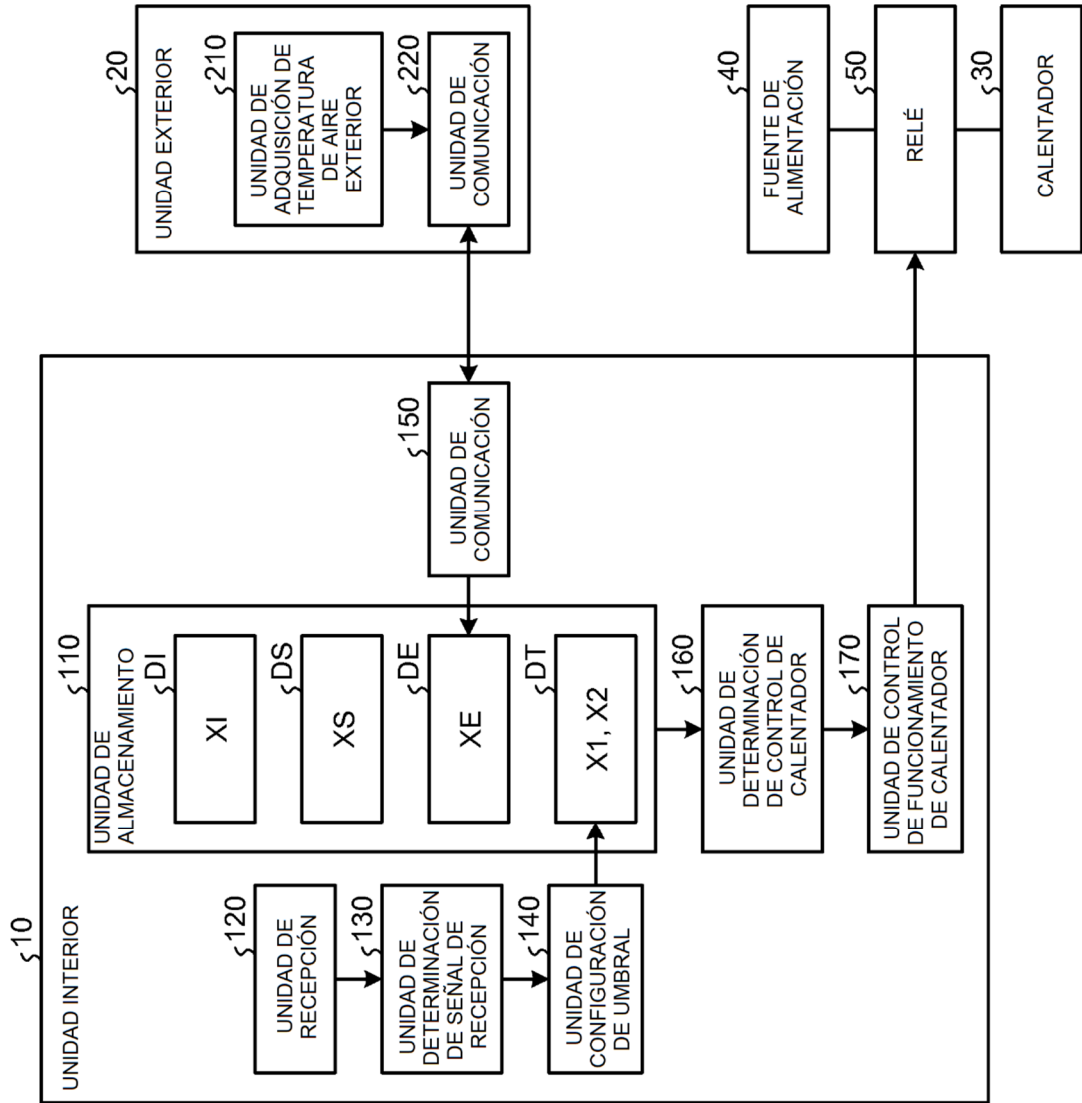 10
UNIDAD INTERIOR
120
UNIDAD DE
RECEPCIÓN
130
UNIDAD DE
DETERMINACIÓN
DE SEÑAL DE
RECEPCIÓN
140
UNIDAD DE
CONFIGURACIÓN
DE UMBRAL
110
UNIDAD DE
ALMACENAMIENTO
DI
XI
DS
XS
DE
XE
DT
X1, X2
150
UNIDAD DE
COMUNICACIÓN
160
UNIDAD DE
DETERMINACIÓN
DE CONTROL DE
CALENTADOR
170
UNIDAD DE CONTROL
DE FUNCIONAMIENTO
DE CALENTADOR
20
UNIDAD EXTERIOR
210
UNIDAD DE
ADQUISICIÓN DE
TEMPERATURA
DE AIRE
EXTERIOR
220
UNIDAD DE
COMUNICACIÓN
40
FUENTE DE
ALIMENTACIÓN
50
RELÉ
30
CALENTADOR